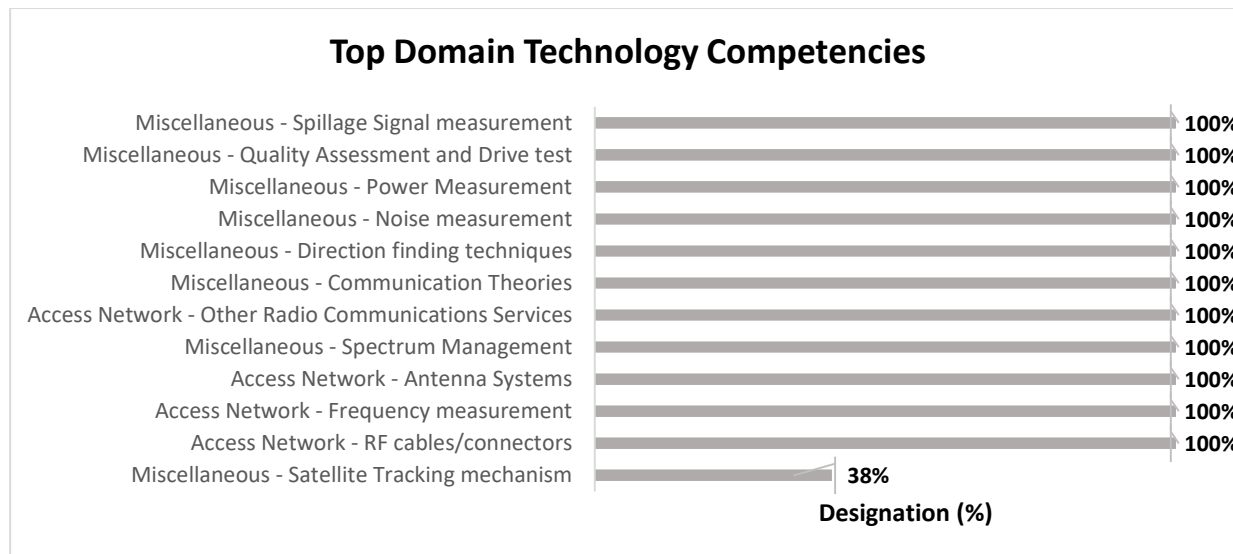 Top Domain Technology Competencies
Miscellaneous - Spillage Signal measurement 100%
Miscellaneous - Quality Assessment and Drive test 100%
Miscellaneous - Power Measurement 100%
Miscellaneous - Noise measurement 100%
Miscellaneous - Direction finding techniques 100%
Miscellaneous - Communication Theories 100%
Access Network - Other Radio Communications Services 100%
Miscellaneous - Spectrum Management 100%
Access Network - Antenna Systems 100%
Access Network - Frequency measurement 100%
Access Network - RF cables/connectors 100%
Miscellaneous - Satellite Tracking mechanism 38%
Designation (%)